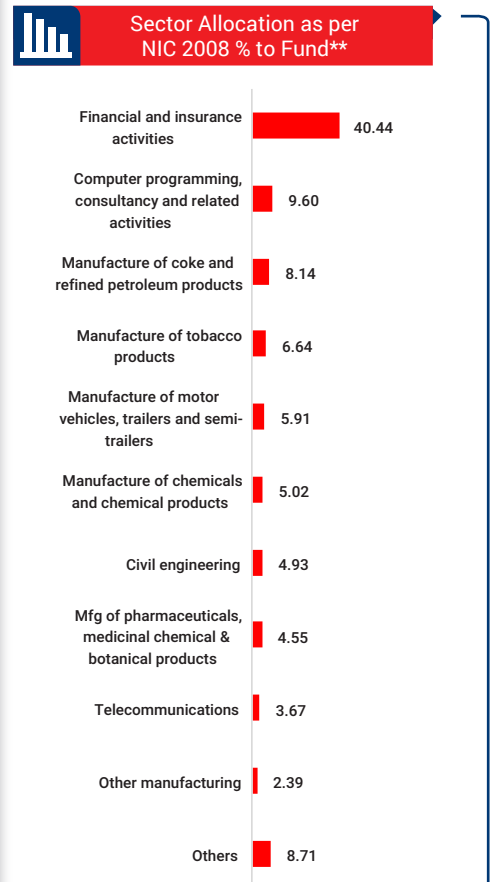 Sector Allocation as per
NIC 2008 % to Fund**
Financial and insurance
activities
40.44
Computer programming,
consultancy and related
activities
9.60
Manufacture of coke and
refined petroleum products
8.14
Manufacture of tobacco
products
6.64
Manufacture of motor
vehicles, trailers and semi-
trailers
5.91
Manufacture of chemicals
and chemical products
5.02
Civil engineering
4.93
Mfg of pharmaceuticals,
medicinal chemical &
botanical products
4.55
Telecommunications
3.67
Other manufacturing
2.39
Others
8.71